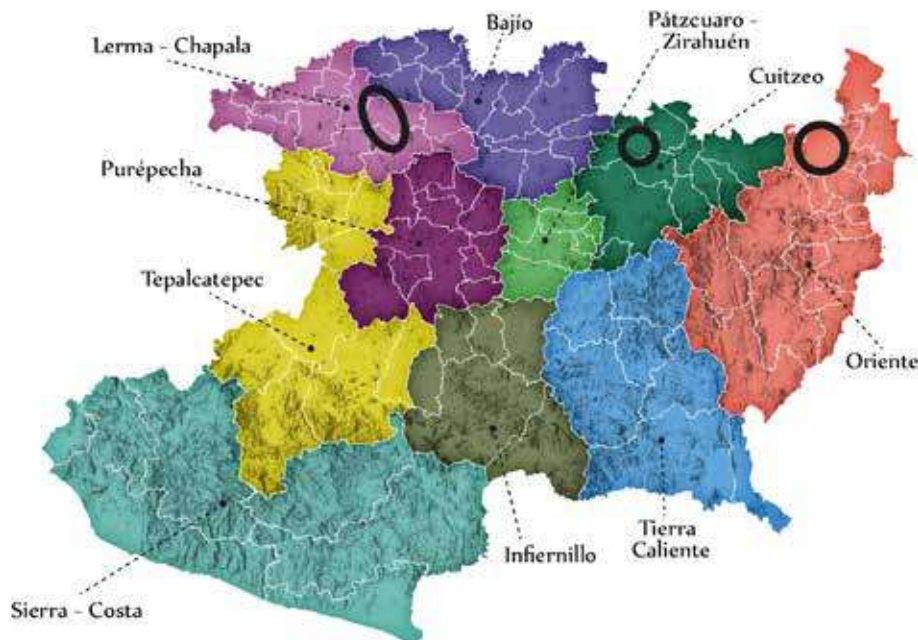 Lerma - Chapala
Bajío
Pátzcuaro -
Zirahuén
Cuitzeo
Purépecha
Tepalcatepec
Oriente
Infiernillo
Tierra
Caliente
Sierra - Costa